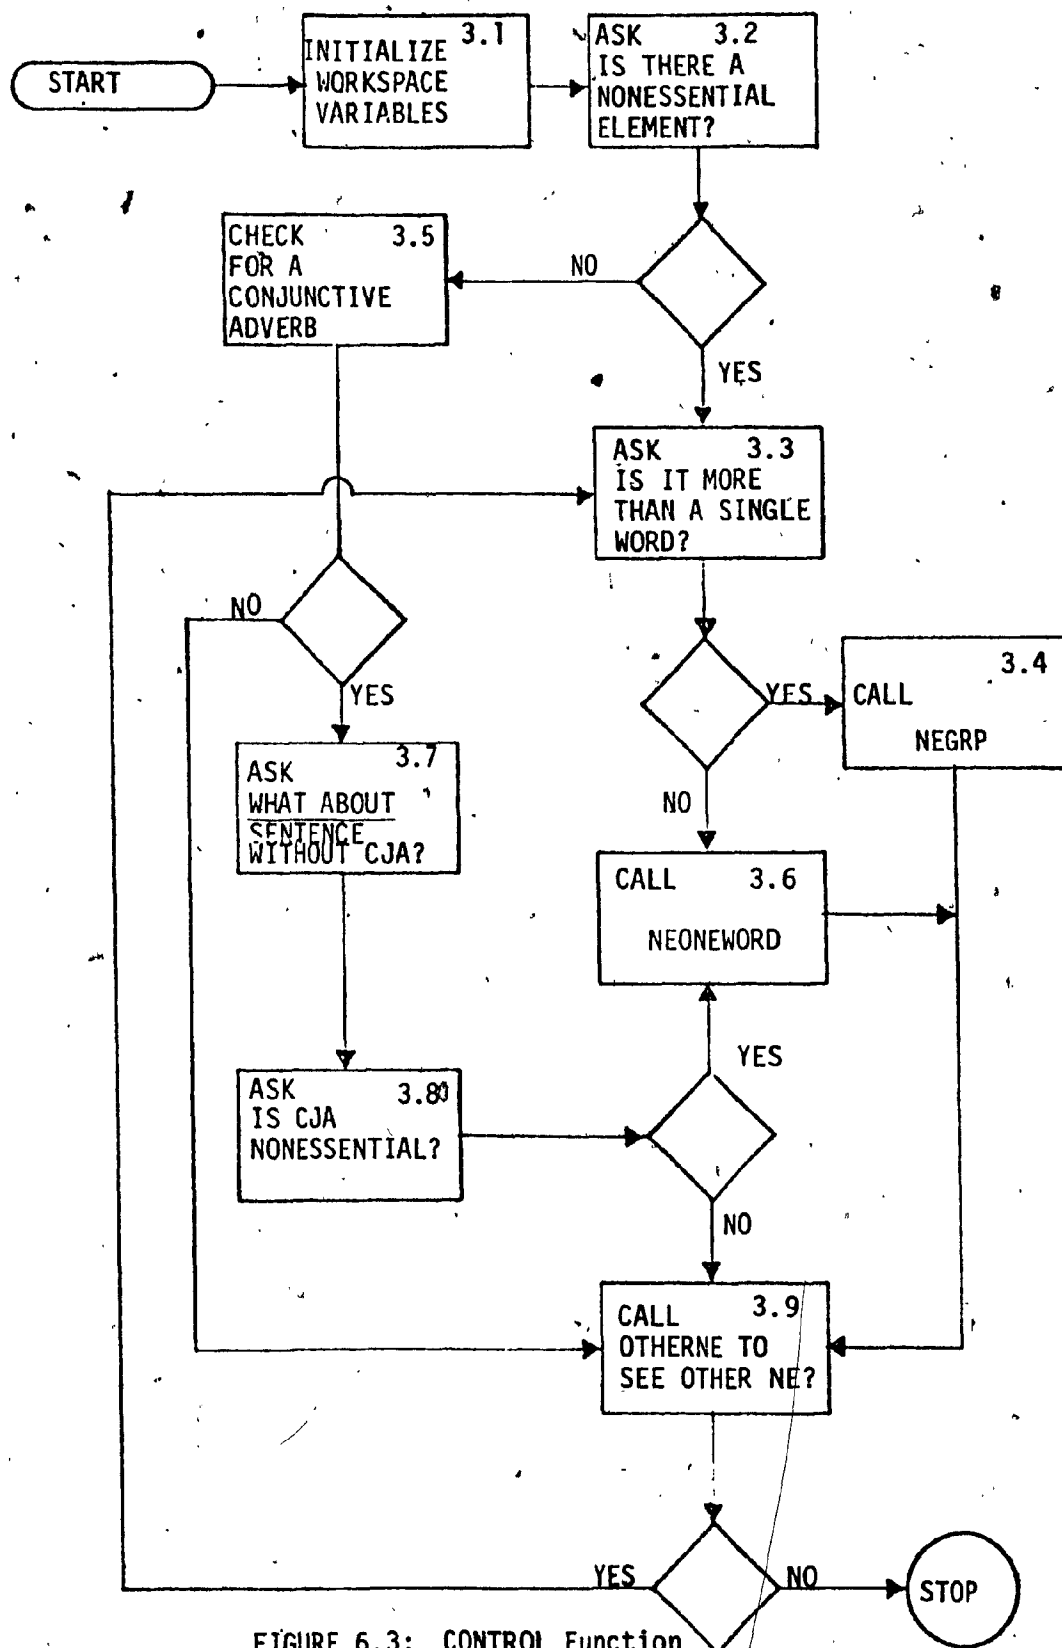 START
3.1
INITIALIZE
WORKSPACE
VARIABLES
ASK 3.2
IS THERE A
NONESSENTIAL
ELEMENT?
CHECK 3.5
FOR A
CONJUNCTIVE
ADVERB
NO
YES
ASK 3.3
IS IT MORE
THAN A SINGLE
WORD?
NO
YES
YES
3.4
CALL
NEGRP
3.7
ASK
WHAT ABOUT
SENTENCE
WITHOUT CJA?
NO
CALL 3.6
NEONEWORD
YES
ASK 3.8
IS CJA
NONESSENTIAL?
NO
CALL 3.9
OTHERNE TO
SEE OTHER NE?
YES
NO
STOP
FIGURE 6.3: CONTROL Function